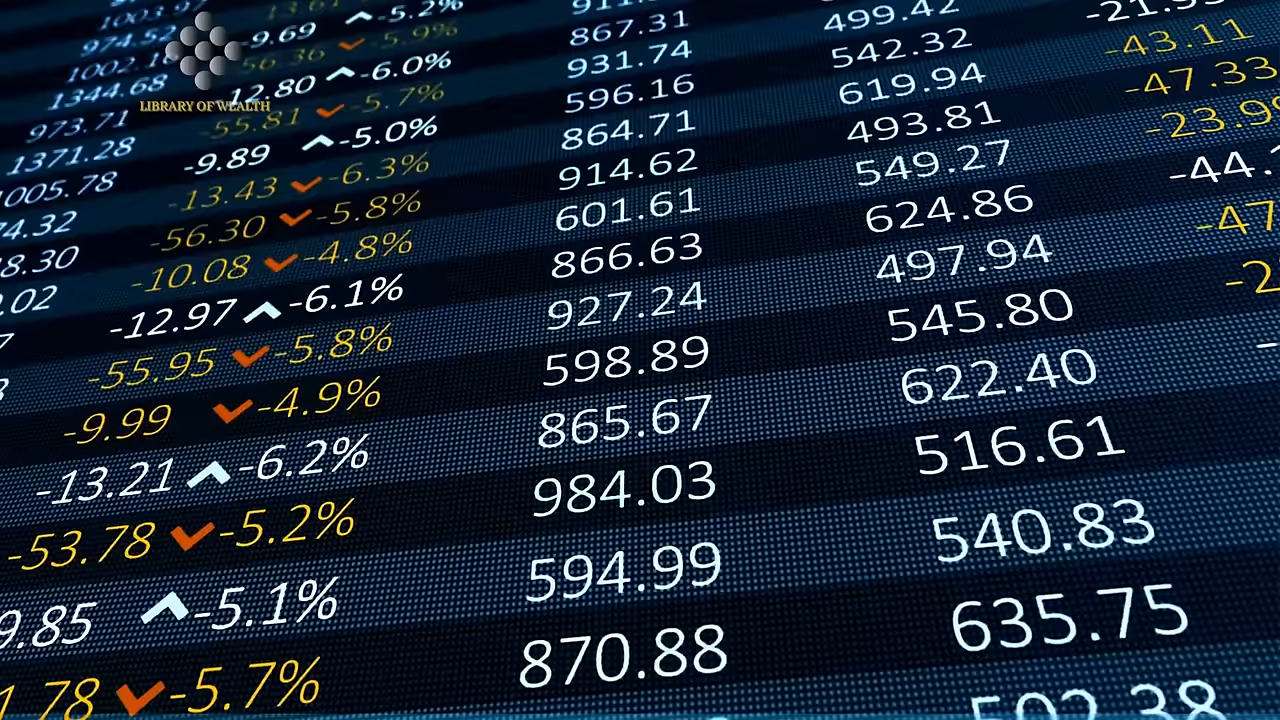 LIBRARY OF WEALTH
1003.97
974.52
1002.18 -9.69 -5.2%
1344.68 -5.9%
973.71 -12.80 -6.0% 867.31
1371.28 -55.81 -5.7% 931.74 499.42
1005.78 -9.89 -5.0% 596.16 542.32 -43.11
-13.43 -6.3% 864.71 619.94 -47.33
-56.30 -5.8% 914.62 493.81
-10.08 -4.8% 601.61 549.27
-12.97 -6.1% 866.63 624.86
-55.95 -5.8% 927.24 497.94
-9.99 -4.9% 598.89 545.80
-13.21 -6.2% 865.67 622.40
-53.78 -5.2% 984.03 516.61
9.85 -5.1% 594.99 540.83
-5.7% 870.88 635.75